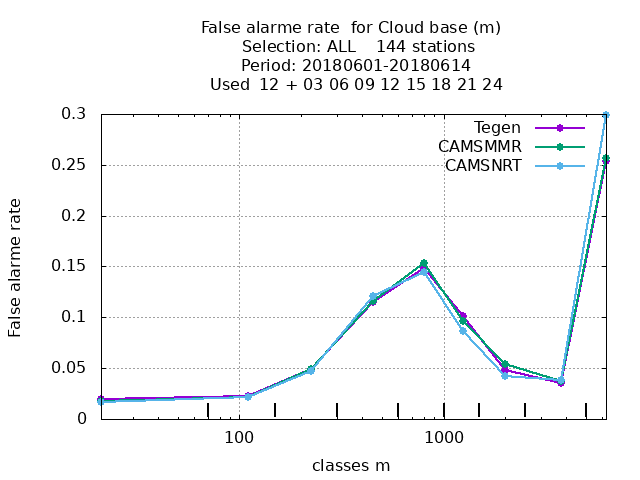 False alarme rate  for Cloud base (m)
Selection: ALL    144 stations
Period: 20180601-20180614
Used  12 + 03 06 09 12 15 18 21 24
0.3
0.25
0.2
0.15
0.1
0.05
0
False alarme rate
Tegen
CAMSMMR
CAMSNRT
100
1000
classes m